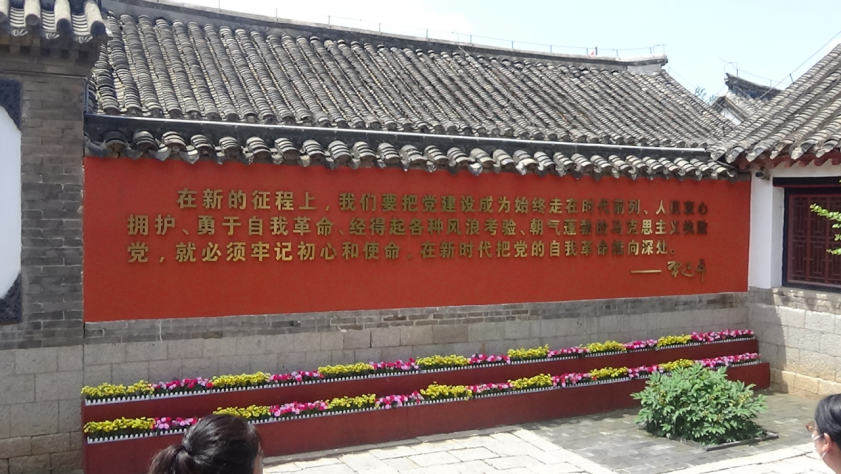 在新的征程上，我们要把党建设成为始终走在时代前列、人民衷心
拥护、勇于自我革命、经得起各种风浪考验、朝气蓬勃的马克思主义执政
党，就必须牢记初心和使命，在新时代把党的自我革命推向深处。
——习近平